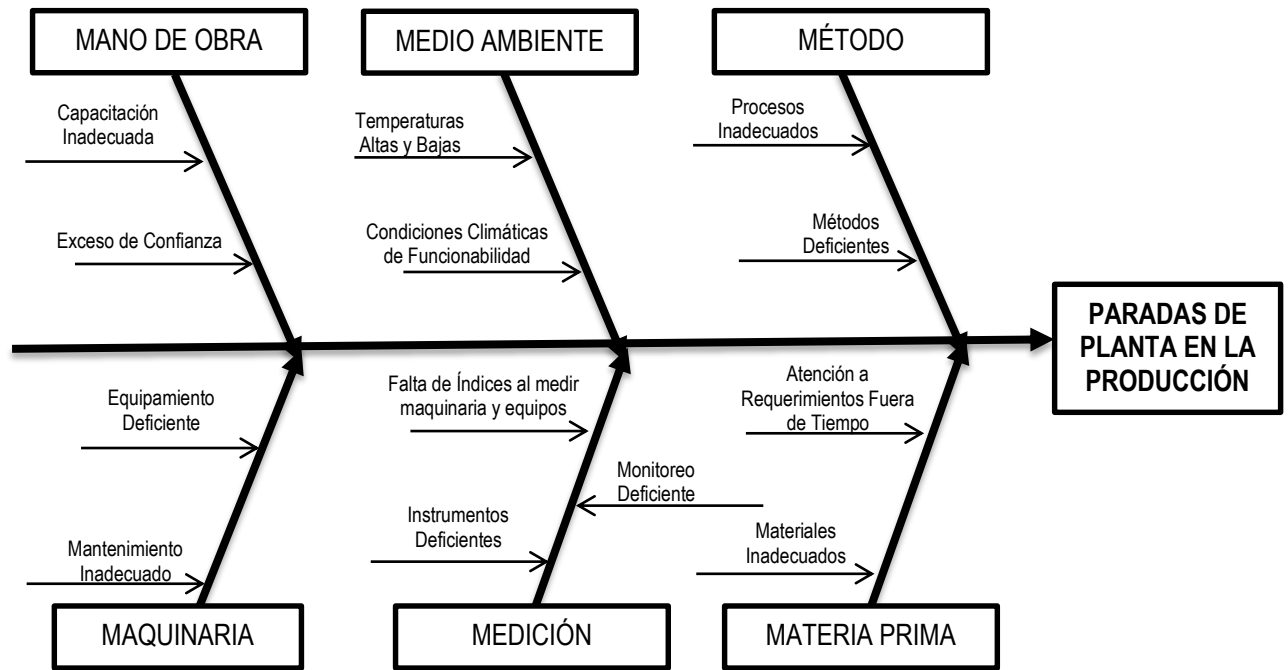 MANO DE OBRA
MEDIO AMBIENTE
MÉTODO
Capacitación
Inadecuada
Temperaturas
Altas y Bajas
Procesos
Inadecuados
Exceso de Confianza
Condiciones Climáticas
de Funcionabilidad
Métodos
Deficientes
PARADAS DE
PLANTA EN LA
PRODUCCIÓN
Equipamiento
Deficiente
Falta de Índices al medir
maquinaria y equipos
Atención a
Requerimientos Fuera
de Tiempo
Monitoreo
Deficiente
Mantenimiento
Inadecuado
Instrumentos
Deficientes
Materiales
Inadecuados
MAQUINARIA
MEDICIÓN
MATERIA PRIMA